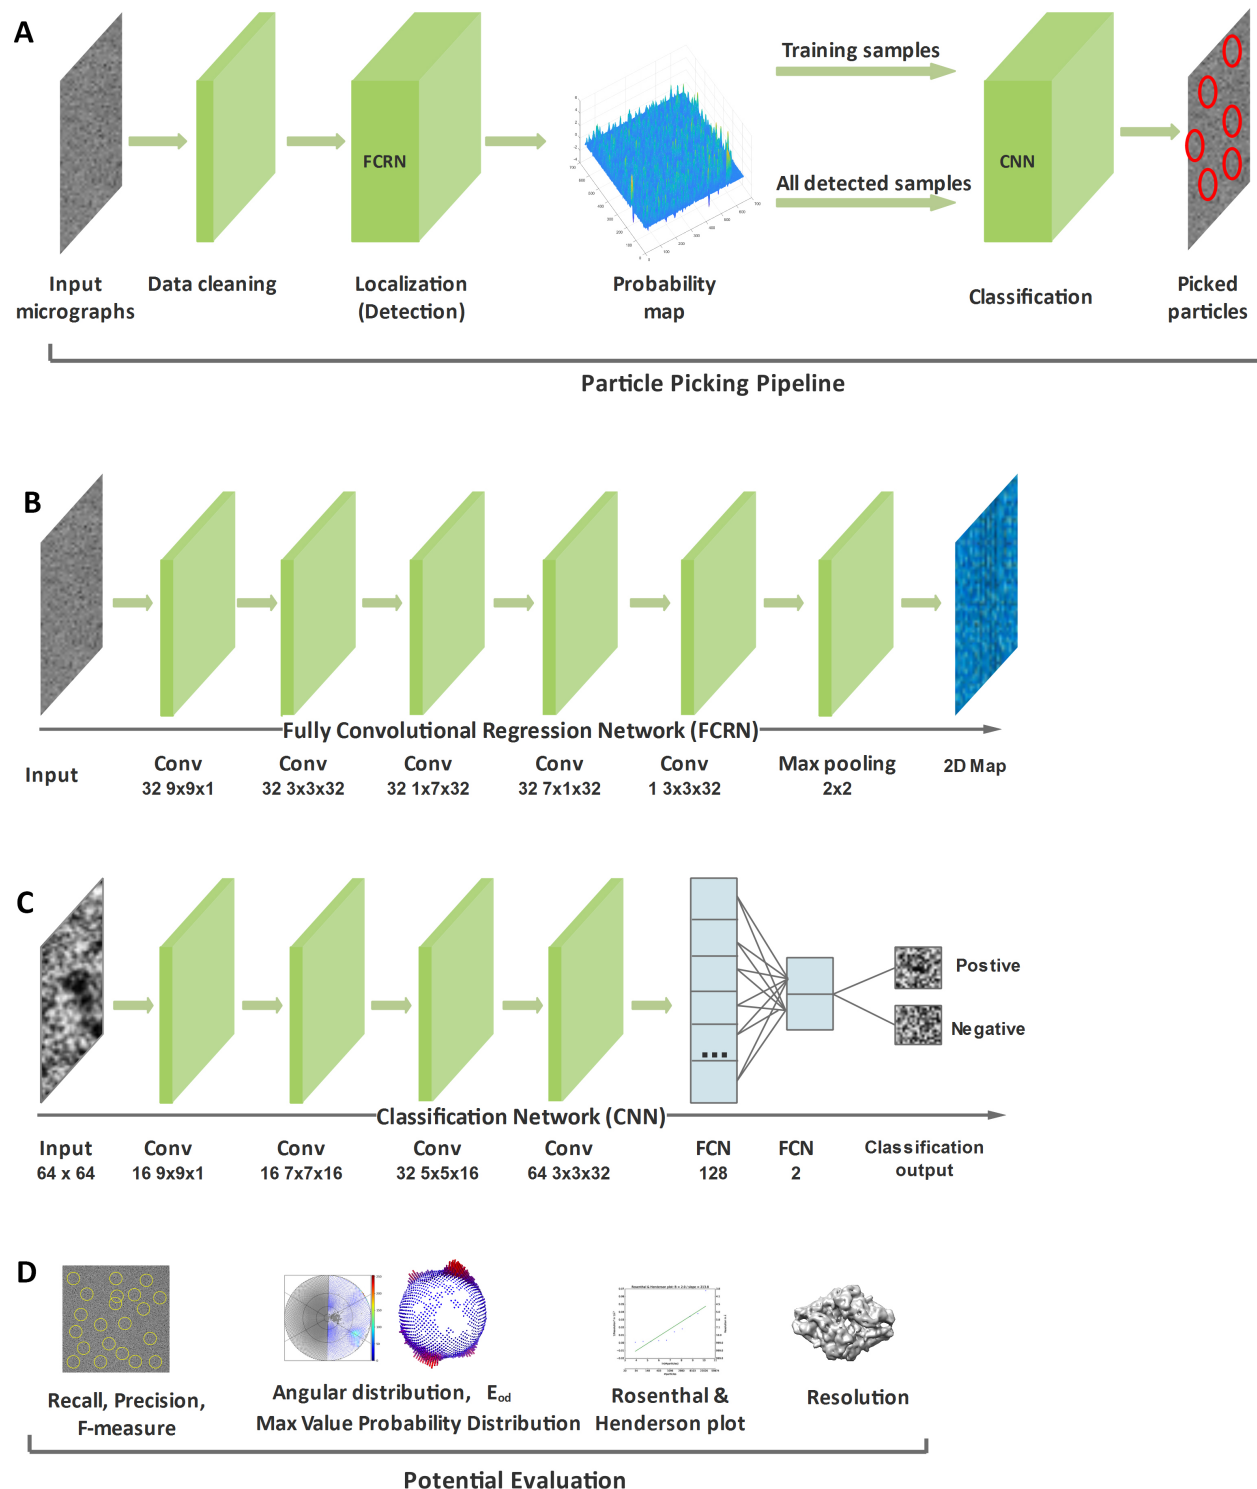 A
Training samples
FCRN
CNN
All detected samples
Input
micrographs
Data cleaning
Localization
(Detection)
Probability
map
Classification
Picked
particles
Particle Picking Pipeline
B
Fully Convolutional Regression Network (FCRN)
Input
Conv
32 9x9x1
Conv
32 3x3x32
Conv
32 1x7x32
Conv
32 7x1x32
Conv
1 3x3x32
Max pooling
2x2
2D Map
C
Postive
Negative
Classification Network (CNN)
Input
64 x 64
Conv
16 9x9x1
Conv
16 7x7x16
Conv
32 5x5x16
Conv
64 3x3x32
FCN
128
FCN
2
Classification
output
D
Recall, Precision,
F-measure
Angular distribution, Eod
Max Value Probability Distribution
Rosenthal &
Henderson plot
Resolution
Potential Evaluation